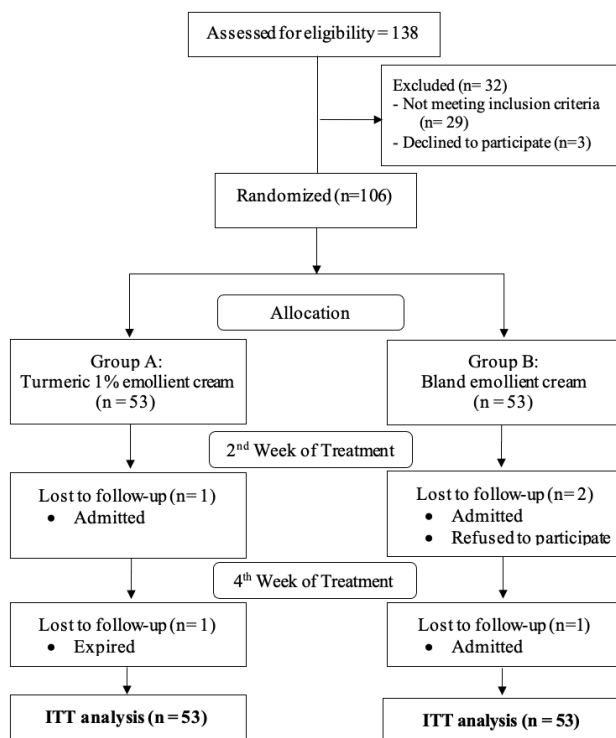 Assessed for eligibility = 138
Excluded (n= 32)
- Not meeting inclusion criteria
(n= 29)
- Declined to participate (n=3)
Randomized (n=106)
Allocation
Group A:
Turmeric 1% emollient cream
(n = 53)
Group B:
Bland emollient cream
(n = 53)
2nd Week of Treatment
Lost to follow-up (n= 1)
• Admitted
Lost to follow-up (n=2)
• Admitted
• Refused to participate
4th Week of Treatment
Lost to follow-up (n= 1)
• Expired
Lost to follow-up (n=1)
• Admitted
ITT analysis (n = 53)
ITT analysis (n = 53)